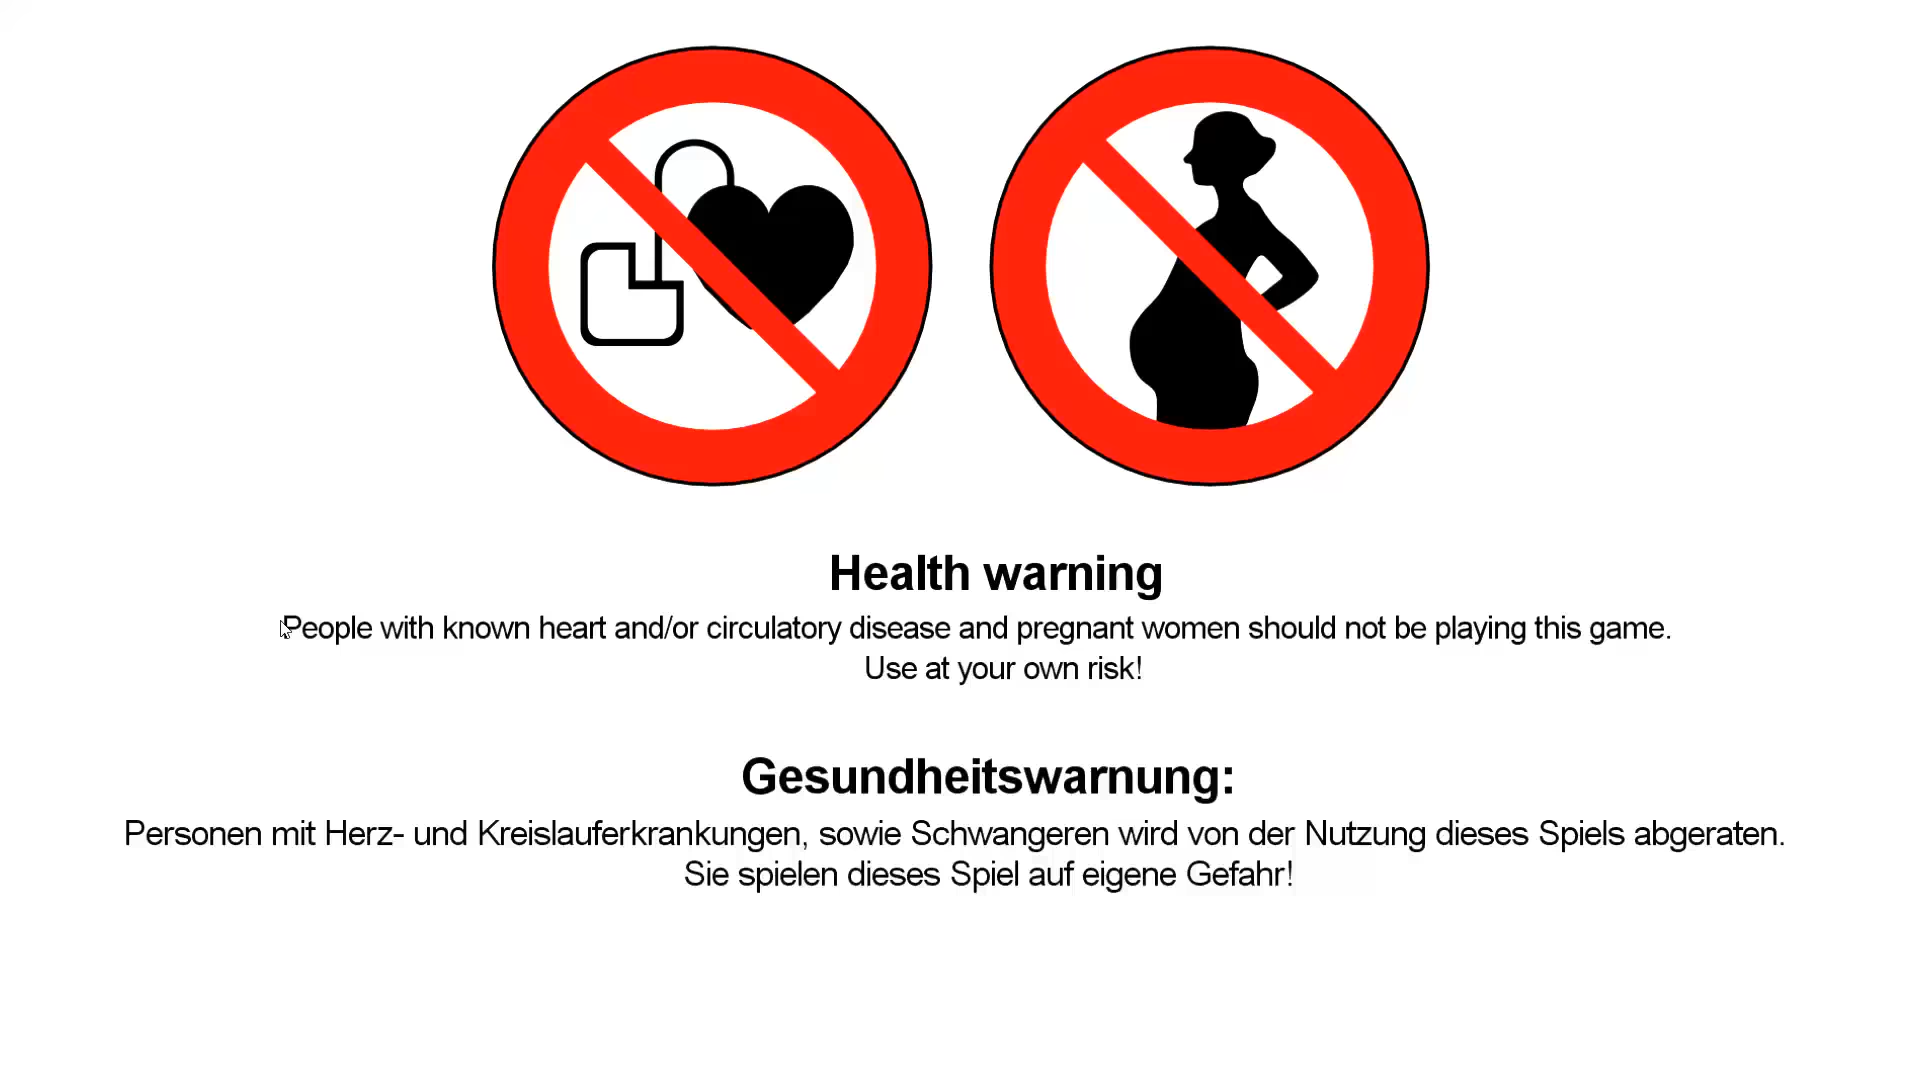 Health warning
People with known heart and/or circulatory disease and pregnant women should not be playing this game.
Use at your own risk!
Gesundheitswarnung:
Personen mit Herz- und Kreislauferkrankungen, sowie Schwangeren wird von der Nutzung dieses Spiels abgeraten.
Sie spielen dieses Spiel auf eigene Gefahr!